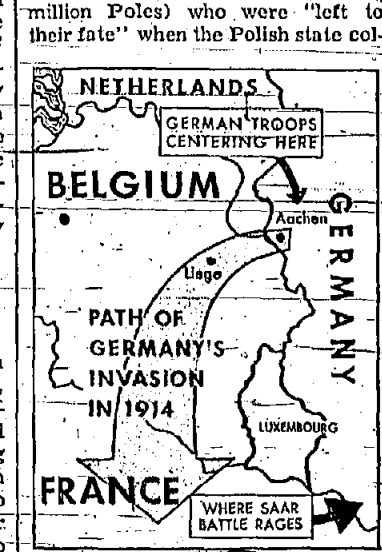 million Poles) who were "left to
their fate" when the Polish state col-
NETHERLANDS
GERMAN TROOPS
CENTERING HERE
BELGIUM
Aachen
GERMANY
Liege
PATH OF
GERMANY'S
INVASION
IN 1914
LUXEMBOURG
FRANCE
WHERE SAAR
BATTLE RAGES